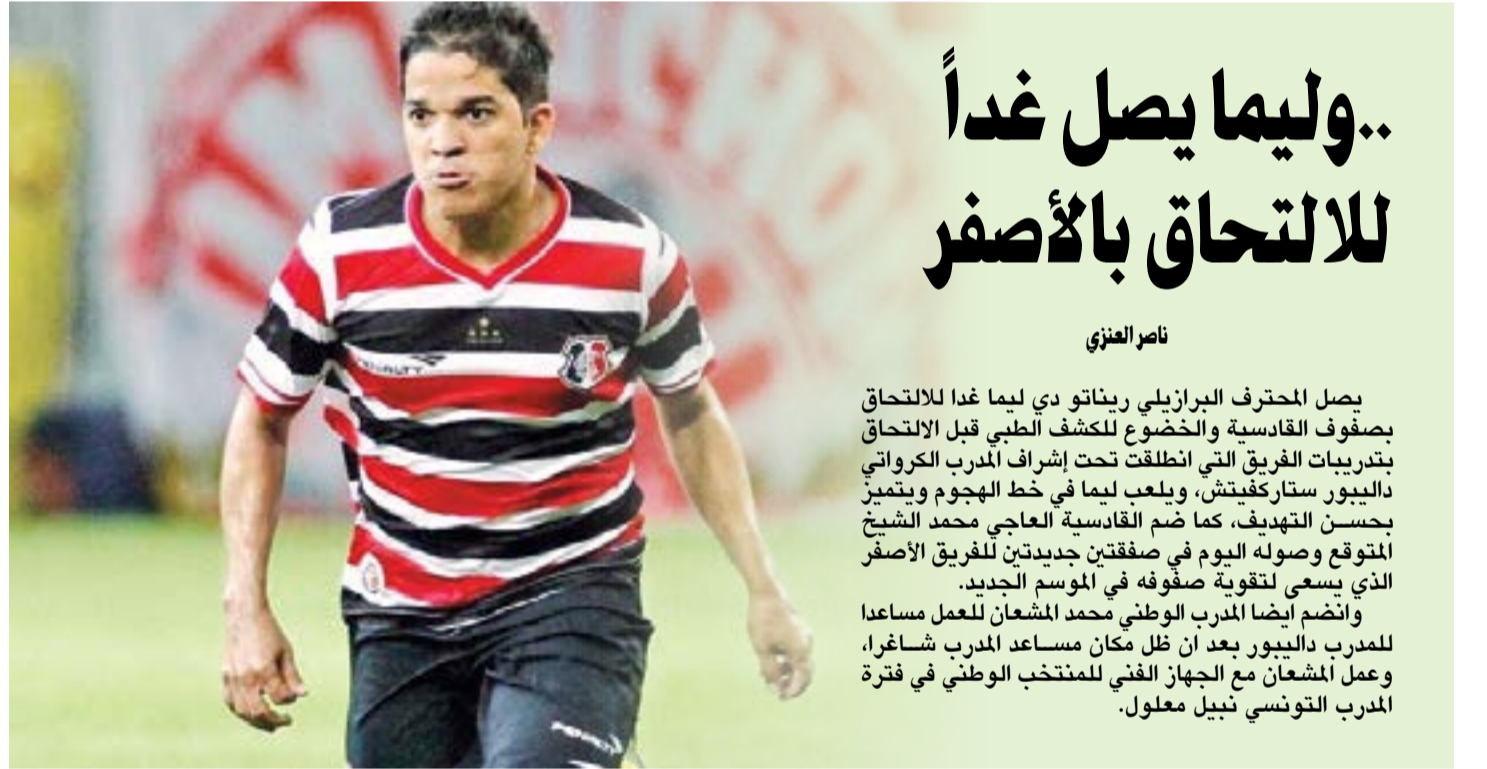 ..وليما يصل غداً
للالتحاق بالأصفر
ناصر العنزي
يصل المحترف البرازيلي ريناتو دي ليما غدا للالتحاق
بصفوف القادسية والخضوع للكشف الطبي قبل الالتحاق
بتدريبات الفريق التي انطلقت تحت إشراف المدرب الكرواتي
داليبور ستاركفيتش، ويلعب ليما في خط الهجوم ويتميز
بحسن التهديف، كما ضم القادسية العاجي محمد الشيخ
المتوقع وصوله اليوم في صفقتين جديدتين للفريق الأصفر
الذي يسعى لتقوية صفوفه في الموسم الجديد.
وانضم ايضا المدرب الوطني محمد المشعان للعمل مساعدا
للمدرب داليبور بعد ان ظل مكان مساعد المدرب شاغرا،
وعمل المشعان مع الجهاز الفني للمنتخب الوطني في فترة
المدرب التونسي نبيل معلول.
PENALTY
PENALTY